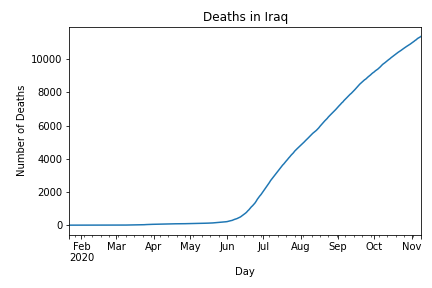 Deaths in Iraq
Number of Deaths
10000
8000
6000
4000
2000
0
Feb Mar Apr May Jun Jul Aug Sep Oct Nov
2020
Day